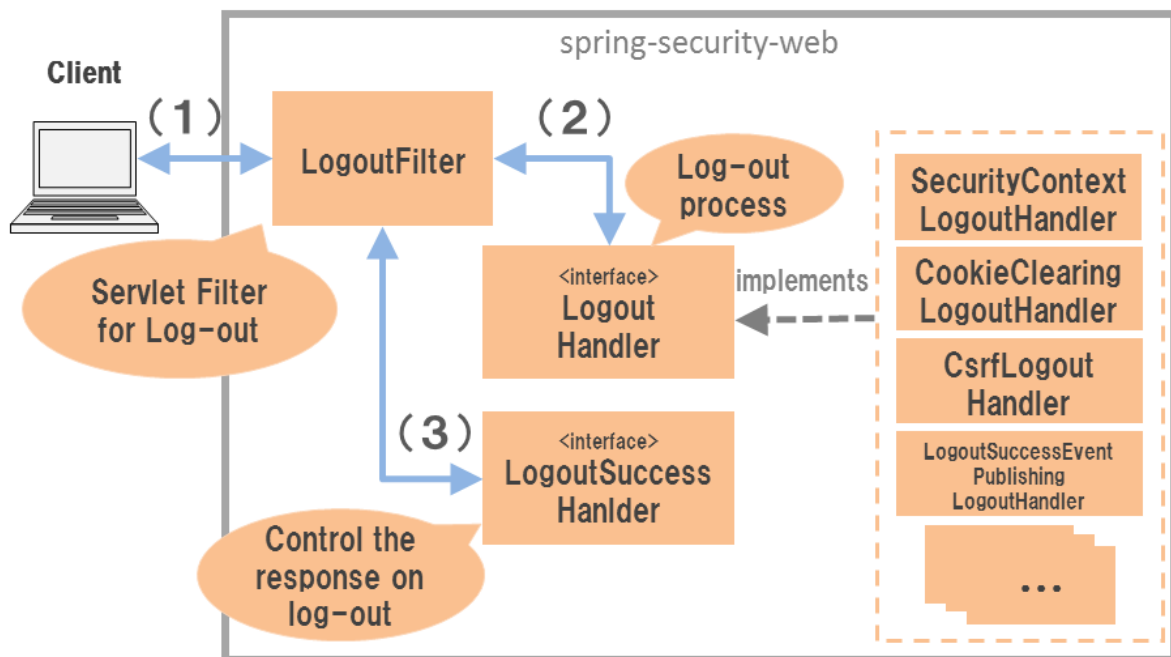 spring-security-web
Client
(1)
(2)
LogoutFilter
Log-out
process
Servlet Filter
for Log-out
<interface>
Logout
Handler
implements
SecurityContext
LogoutHandler
CookieClearing
LogoutHandler
CsrfLogout
Handler
LogoutSuccessEvent
Publishing
LogoutHandler
...
(3)
<interface>
LogoutSuccess
Hanlder
Control the
response on
log-out